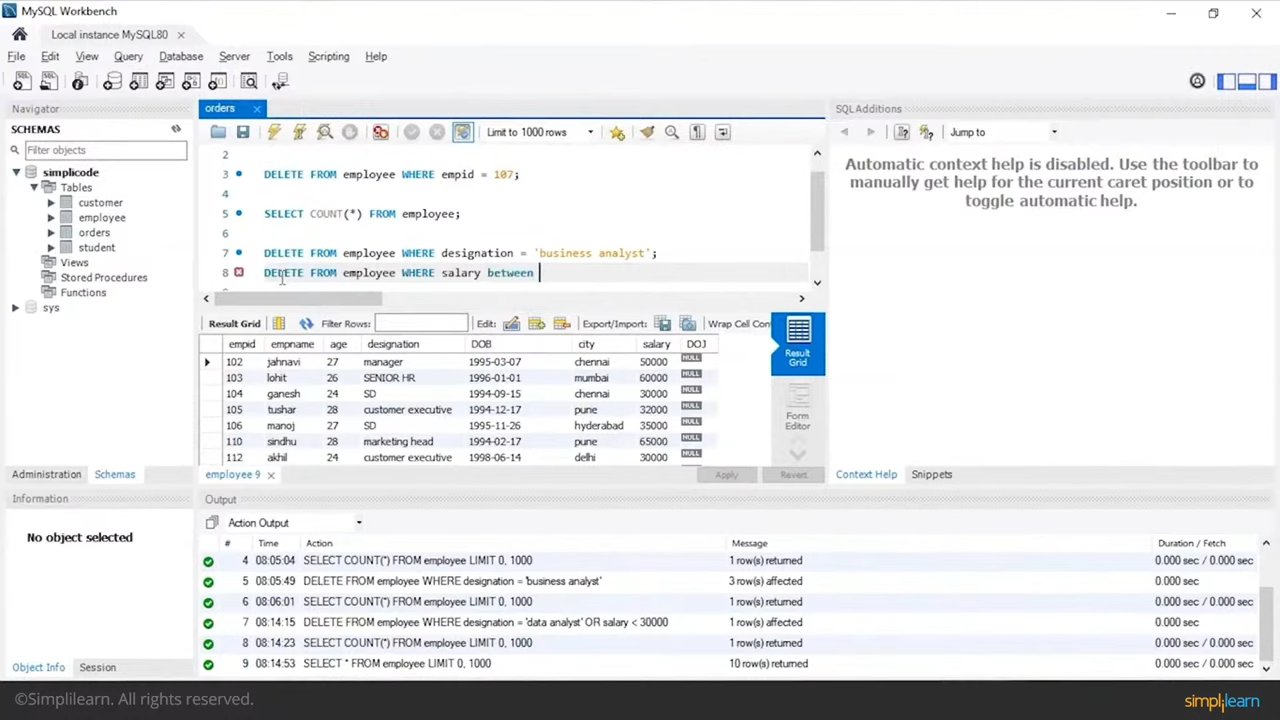 MySQL Workbench
Local instance MySQL80
File Edit View Query Database Server Tools Scripting Help
Navigator
SCHEMAS
Filter objects
simplicode
Tables
customer
employee
orders
student
Views
Stored Procedures
Functions
sys
Administration Schemas
Information
No object selected
Object Info Session
orders
Limit to 1000 rows
2
3 DELETE FROM employee WHERE empid = 107;
4
5 SELECT COUNT(*) FROM employee;
6
7 DELETE FROM employee WHERE designation = 'business analyst';
8 DELETE FROM employee WHERE salary between
Result Grid Filter Rows: Edit: Export/Import: Wrap Cell Con
empid empname age designation DOB city salary DOJ
102 jahnavi 27 manager 1995-03-07 chennai 50000 NULL
103 lohit 26 SENIOR HR 1996-01-01 mumbai 60000 NULL
104 ganesh 24 SD 1994-09-15 chennai 30000 NULL
105 tushar 28 customer executive 1994-12-17 pune 32000 NULL
106 manoj 27 SD 1995-11-26 hyderabad 35000 NULL
110 sindhu 28 marketing head 1994-02-17 pune 65000 NULL
112 akhil 24 customer executive 1998-06-14 delhi 30000 NULL
Result
Grid
Form
Editor
employee 9 Apply Revert
SQLAdditions
Jump to
Automatic context help is disabled. Use the toolbar to
manually get help for the current caret position or to
toggle automatic help.
Context Help Snippets
Output
Action Output
# Time Action Message Duration / Fetch
4 08:05:04 SELECT COUNT(*) FROM employee LIMIT 0, 1000 1 row(s) returned 0.000 sec / 0.000 sec
5 08:05:49 DELETE FROM employee WHERE designation = 'business analyst' 3 row(s) affected 0.000 sec
6 08:06:01 SELECT COUNT(*) FROM employee LIMIT 0, 1000 1 row(s) returned 0.000 sec / 0.000 sec
7 08:14:15 DELETE FROM employee WHERE designation = 'data analyst' OR salary < 30000 1 row(s) affected 0.000 sec
8 08:14:23 SELECT COUNT(*) FROM employee LIMIT 0, 1000 1 row(s) returned 0.000 sec / 0.000 sec
9 08:14:53 SELECT * FROM employee LIMIT 0, 1000 10 row(s) returned 0.000 sec / 0.000 sec
©Simplilearn. All rights reserved.
simplilearn